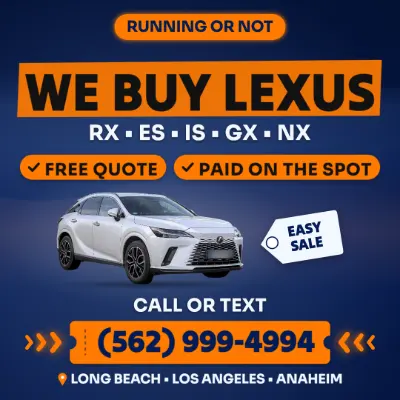 RUNNING OR NOT
WE BUY LEXUS
RX ▪ ES ▪ IS ▪ GX ▪ NX
✓ FREE QUOTE ✓ PAID ON THE SPOT
EASY
SALE
CALL OR TEXT
(562) 999-4994
LONG BEACH ▪ LOS ANGELES ▪ ANAHEIM